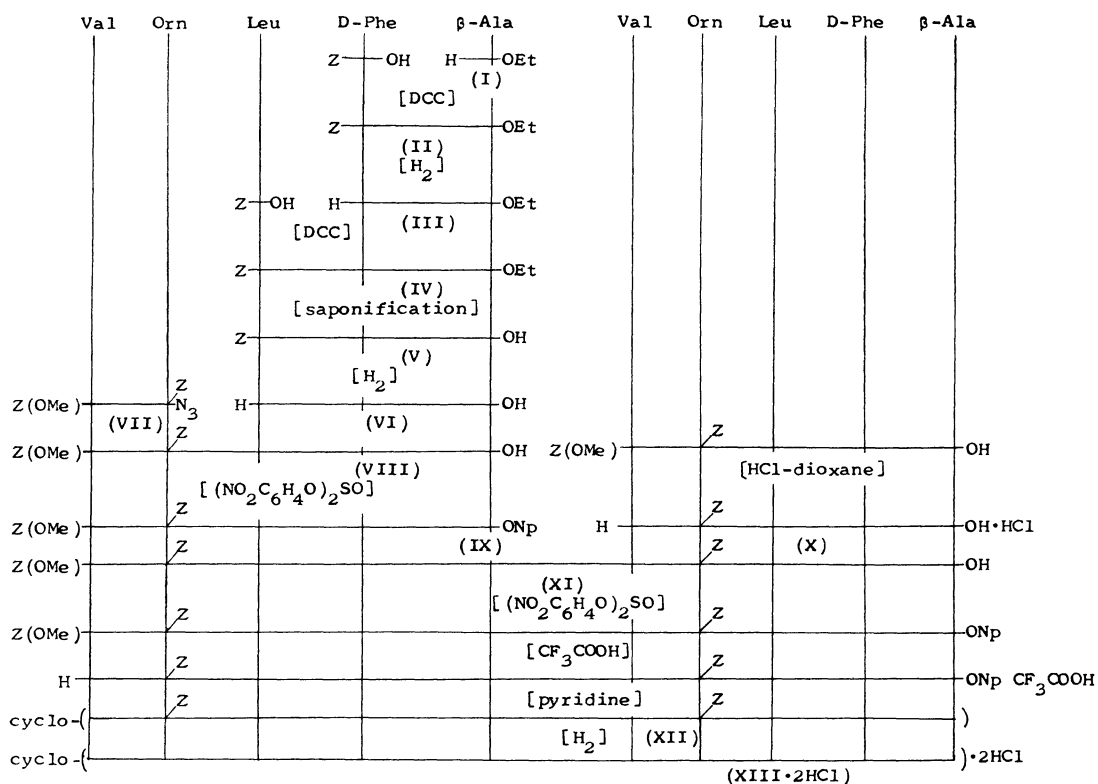 Val Orn Leu D-Phe β-Ala Val Orn Leu D-Phe β-Ala
Z OH H OEt
(I)
[DCC]
Z OEt
(II)
[H2]
Z OH H OEt
[DCC] (III)
Z OEt
(IV)
[saponification]
Z OH
(V)
[H2]
Z
Z(OMe) N3 H OH
(VII) (VI)
Z Z
Z(OMe) OH Z(OMe) OH
(VIII) [HCl-dioxane]
[(NO2C6H4O)2SO]
Z Z
Z(OMe) ONp H OH•HCl
(IX) (X)
Z Z
Z(OMe) OH
(XI)
[(NO2C6H4O)2SO]
Z Z
Z(OMe) ONp
[CF3COOH]
Z Z
H ONp CF3COOH
Z [pyridine] Z
cyclo-( )
[H2] (XII)
cyclo-( )•2HCl
(XIII•2HCl)